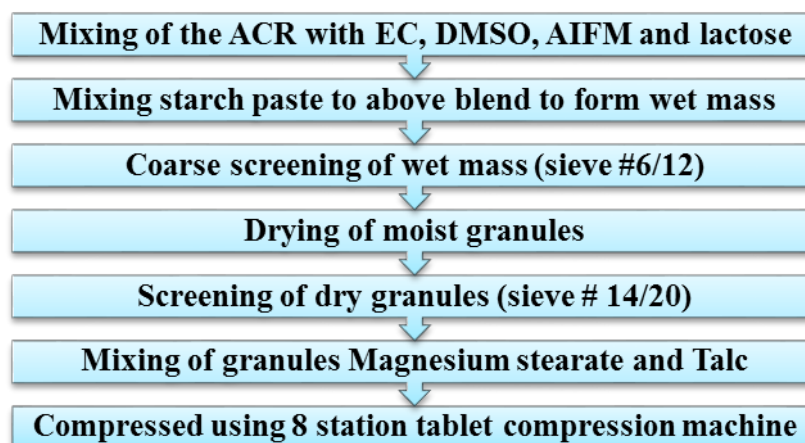 Mixing of the ACR with EC, DMSO, AIFM and lactose
Mixing starch paste to above blend to form wet mass
Coarse screening of wet mass (sieve #6/12)
Drying of moist granules
Screening of dry granules (sieve # 14/20)
Mixing of granules Magnesium stearate and Talc
Compressed using 8 station tablet compression machine